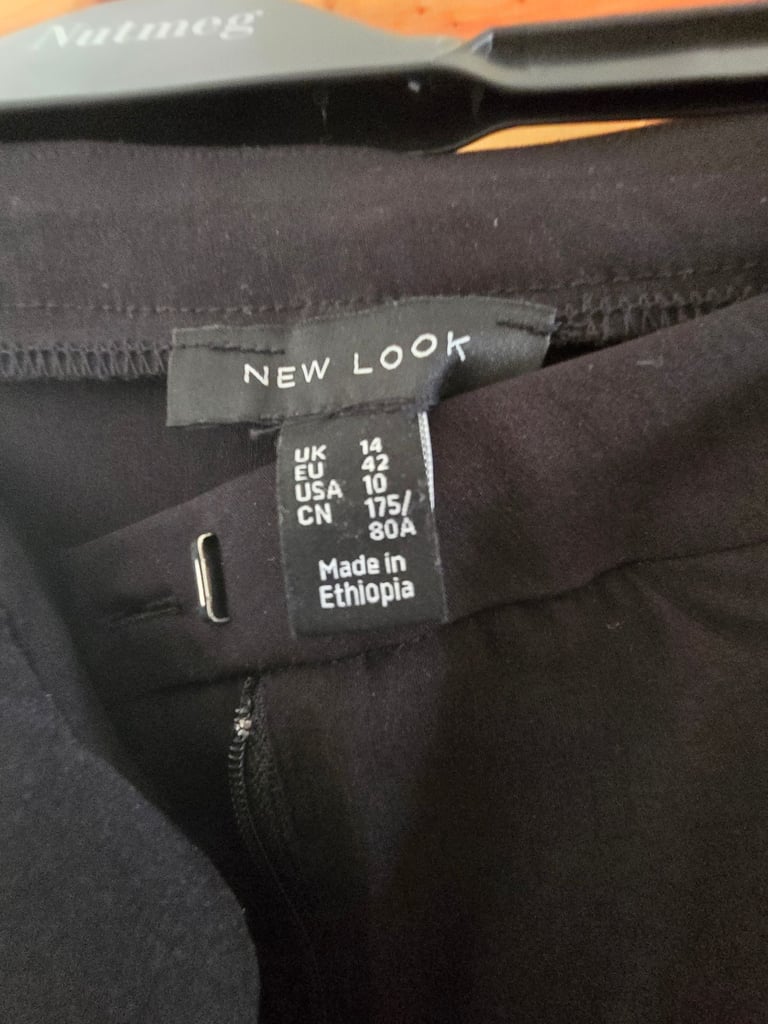 Nutmeg
NEW LOOK
UK 14
EU 42
USA 10
CN 175/
80A
Made in
Ethiopia